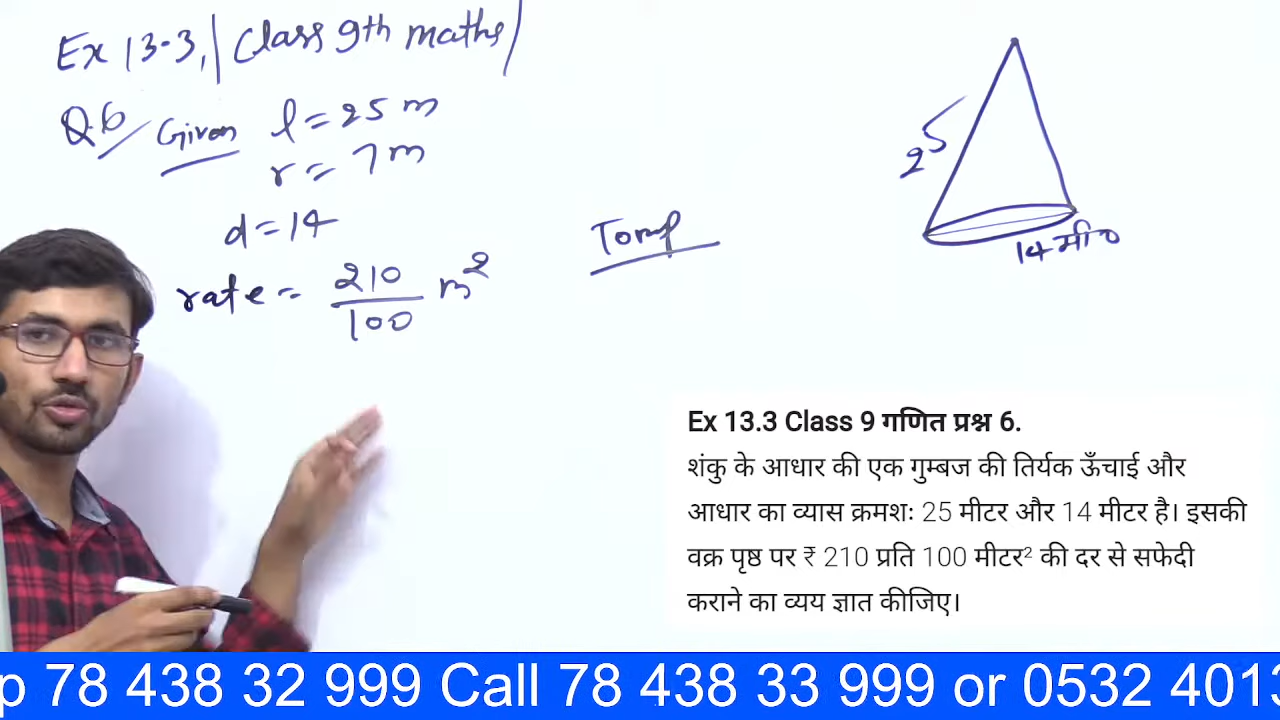 Ex 13.3, (Class 9th maths)
Q.6 Given l = 25 m
r = 7 m
d = 14
rate = 210/100 m²
25
14 मी०
Ex 13.3 Class 9 गणित प्रश्न 6.
शंकु के आधार की एक गुम्बज की तिर्यक ऊँचाई और
आधार का व्यास क्रमशः 25 मीटर और 14 मीटर है। इसकी
वक्र पृष्ठ पर ₹ 210 प्रति 100 मीटर² की दर से सफेदी
कराने का व्यय ज्ञात कीजिए।
p 78 438 32 999 Call 78 438 33 999 or 0532 4013